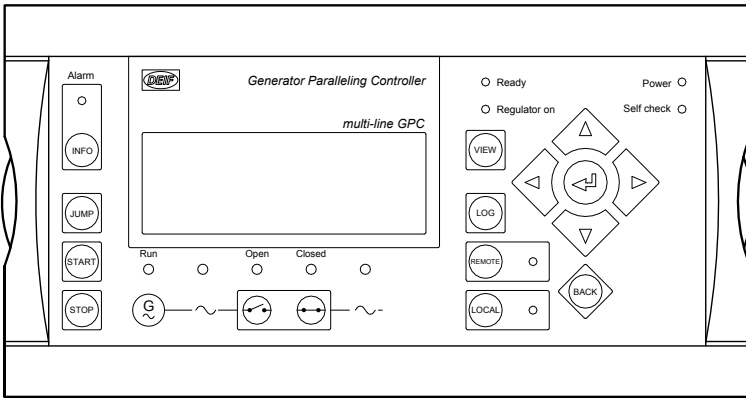 Alarm
DEIF
Generator Paralleling Controller
multi-line GPC
Ready
Power
Regulator on
Self check
INFO
VIEW
JUMP
LOG
START
REMOTE
Run
Open
Closed
STOP
G
LOCAL
BACK